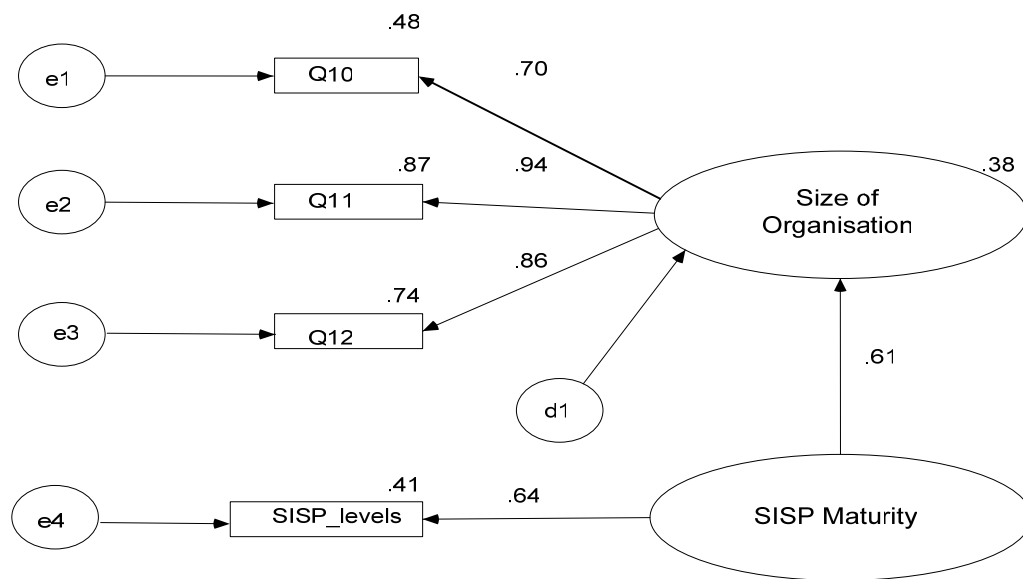 .48
e1
Q10
.70
.87
.94
.38
e2
Q11
Size of
Organisation
.86
.74
e3
Q12
.61
d1
.41
.64
e4
SISP_levels
SISP Maturity